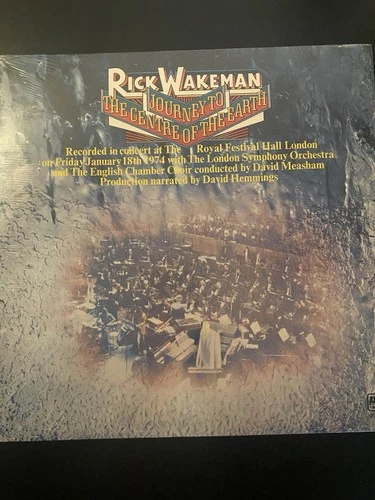 RICK WAKEMAN
JOURNEY TO
THE CENTRE OF THE EARTH
Recorded in concert at The Royal Festival Hall London
on Friday January 18th 1974 with The London Symphony Orchestra
and The English Chamber Choir conducted by David Measham
Production narrated by David Hemmings